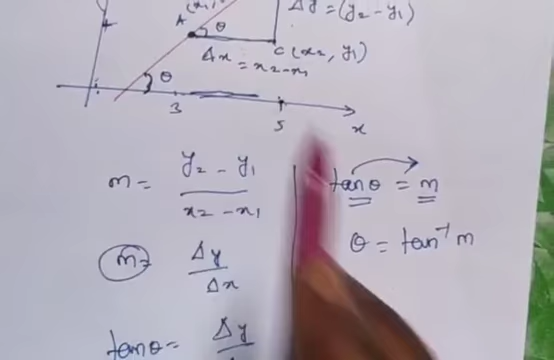 (x1,
Δy = (y2 - y1)
A
θ
C(x2, y1)
Δx = x2 - x1
θ
3
5
x
m = y2 - y1 / x2 - x1
tanθ = m
θ = tan⁻¹ m
m = Δy / Δx
tanθ = Δy